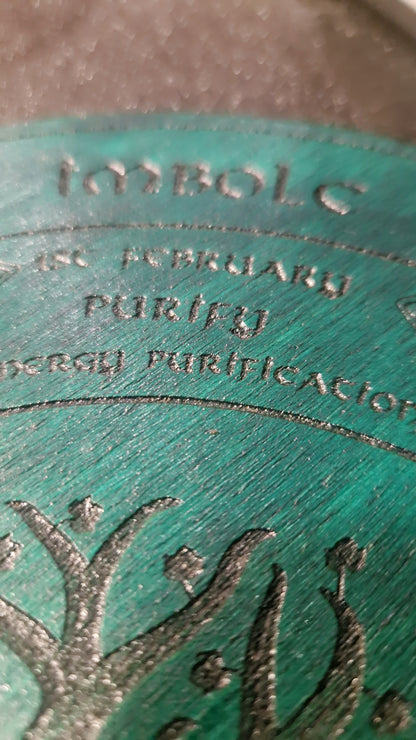 IMBOLC
1st FEBRUARY
PURIFY
ENERGY PURIFICATION